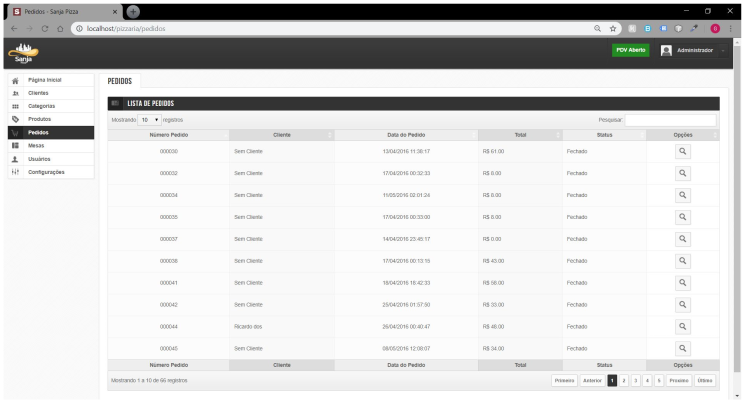 Pedidos - Sanja Pizza
localhost/pizzaria/pedidos
Sanja
PDV Aberto
Administrador
Página Inicial
Clientes
Categorias
Produtos
Pedidos
Mesas
Usuários
Configurações
PEDIDOS
LISTA DE PEDIDOS
Mostrando 10 registros
Pesquisar:
Número Pedido Cliente Data do Pedido Total Status Opções
000030 Sem Cliente 13/04/2016 11:38:17 R$ 61.00 Fechado
000032 Sem Cliente 17/04/2016 00:32:33 R$ 8.00 Fechado
000034 Sem Cliente 11/05/2016 02:01:24 R$ 8.00 Fechado
000035 Sem Cliente 17/04/2016 00:33:00 R$ 8.00 Fechado
000037 Sem Cliente 14/04/2016 23:45:17 R$ 0.00 Fechado
000038 Sem Cliente 17/04/2016 00:13:15 R$ 43.00 Fechado
000041 Sem Cliente 18/04/2016 18:42:33 R$ 58.00 Fechado
000042 Sem Cliente 25/04/2016 01:57:50 R$ 33.00 Fechado
000044 Ricardo dos 26/04/2016 00:40:47 R$ 46.00 Fechado
000045 Sem Cliente 08/05/2016 12:08:07 R$ 34.00 Fechado
Número Pedido Cliente Data do Pedido Total Status Opções
Mostrando 1 a 10 de 66 registros
Primeiro Anterior 1 2 3 4 5 Proximo Último